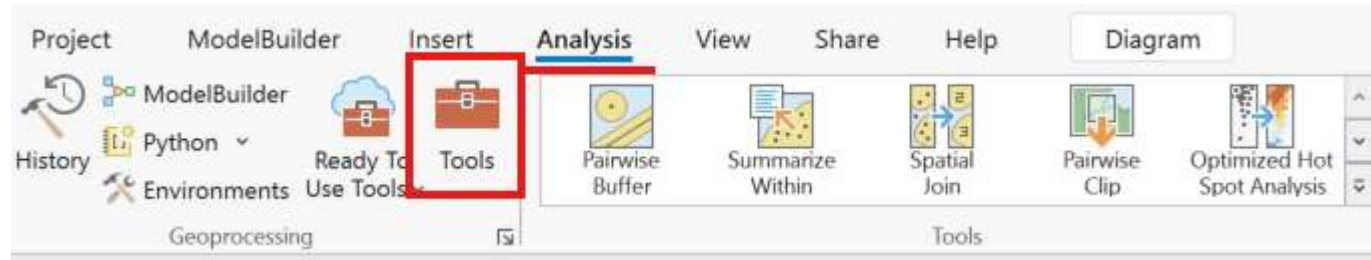 Project ModelBuilder Insert Analysis View Share Help Diagram
History
ModelBuilder
Python
Environments
Ready To
Use Tools
Tools
Pairwise
Buffer
Summarize
Within
Spatial
Join
Pairwise
Clip
Optimized Hot
Spot Analysis
Geoprocessing
Tools